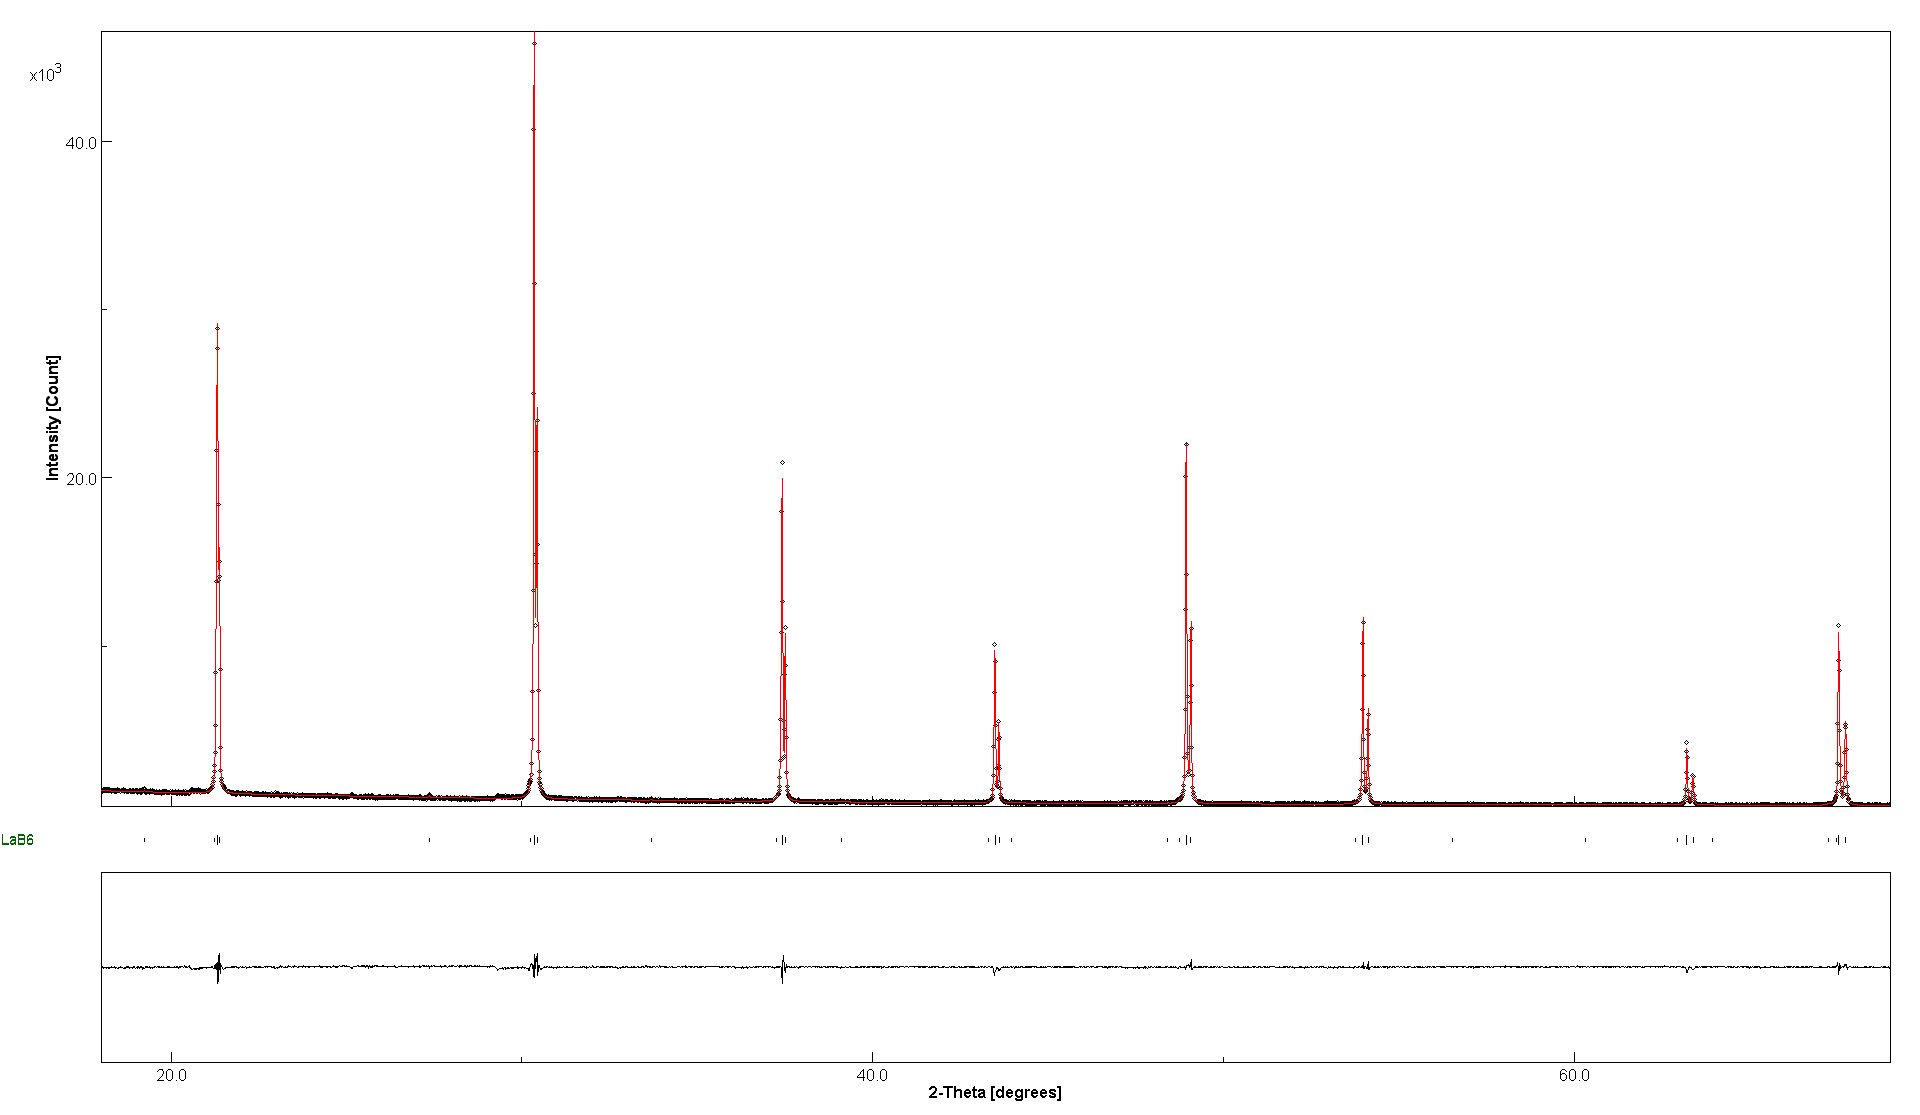 x10³
40.0
Intensity [Count]
20.0
LaB6
20.0 40.0 60.0
2-Theta [degrees]